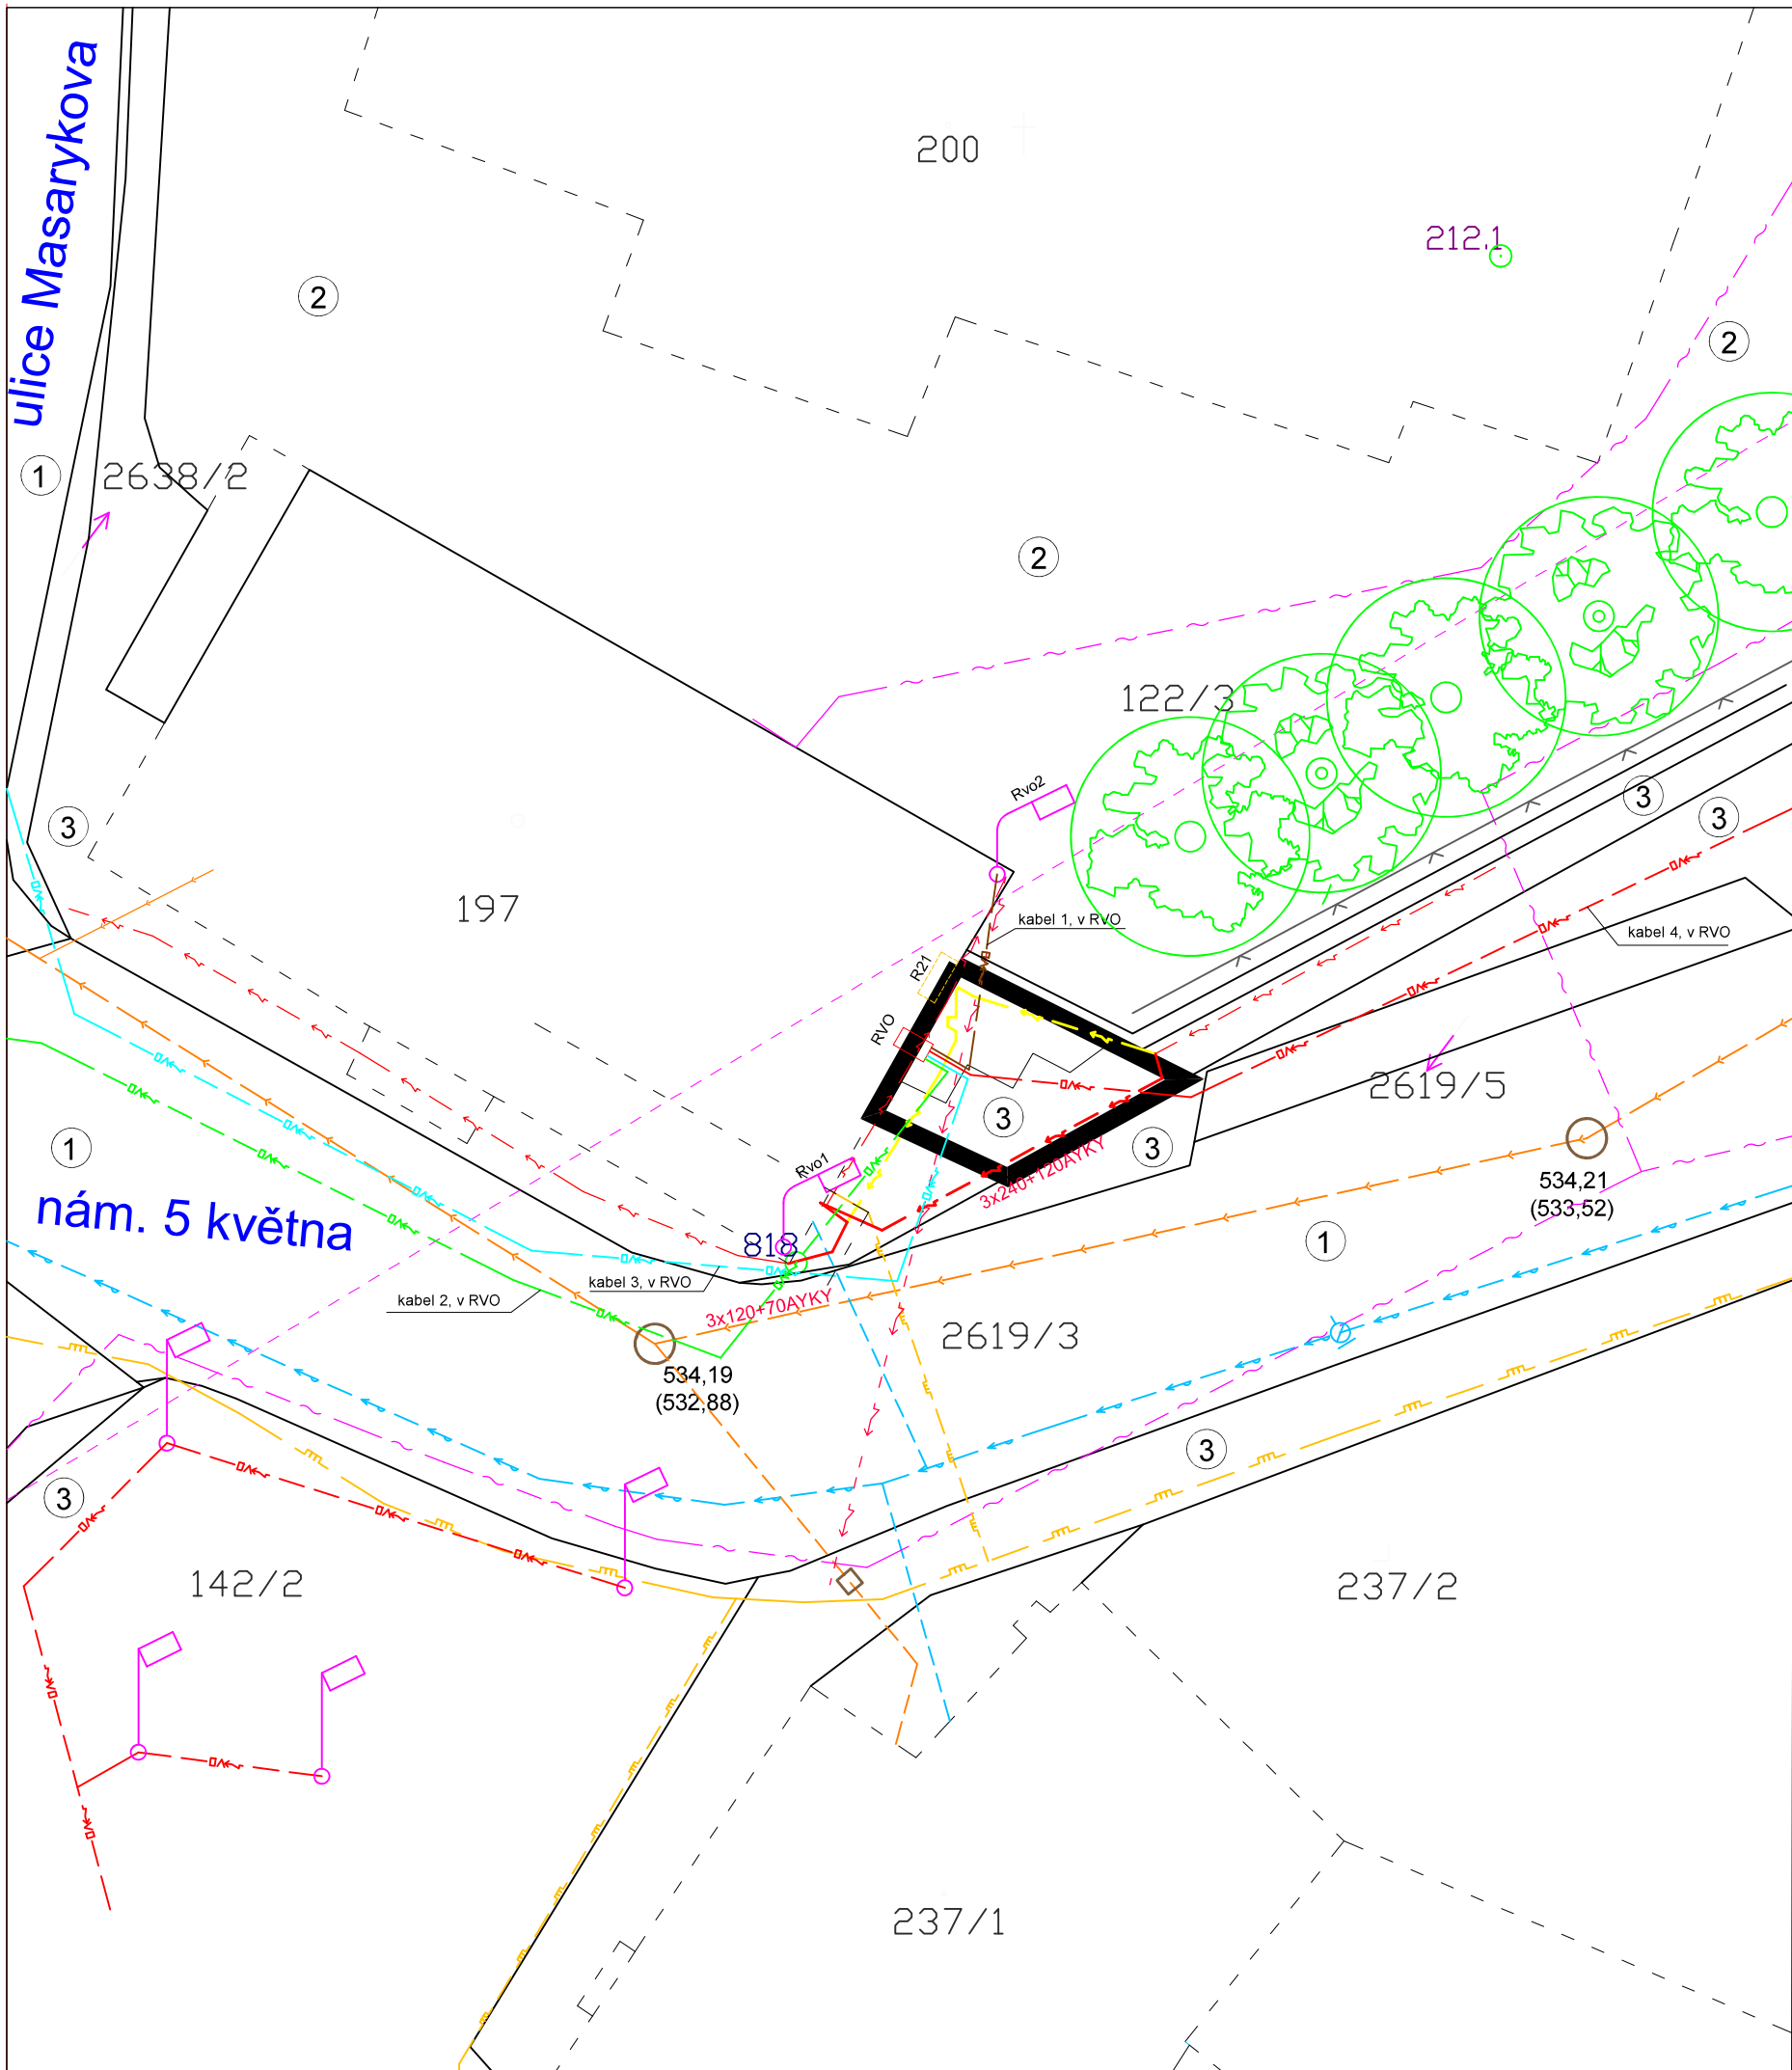 ulice Masarykova
200
212.1
2
2
1
2638/2
2
122/3
Rvo2
3
3
3
197
kabel 1, v RVO
kabel 4, v RVO
R21
RVO
2619/5
3
3
1
3x240+120AYKY
Rvo1
534,21
(533,52)
nám. 5 května
818
1
kabel 3, v RVO
kabel 2, v RVO
3x120+70AYKY
2619/3
534,19
(532,88)
3
3
142/2
237/2
237/1